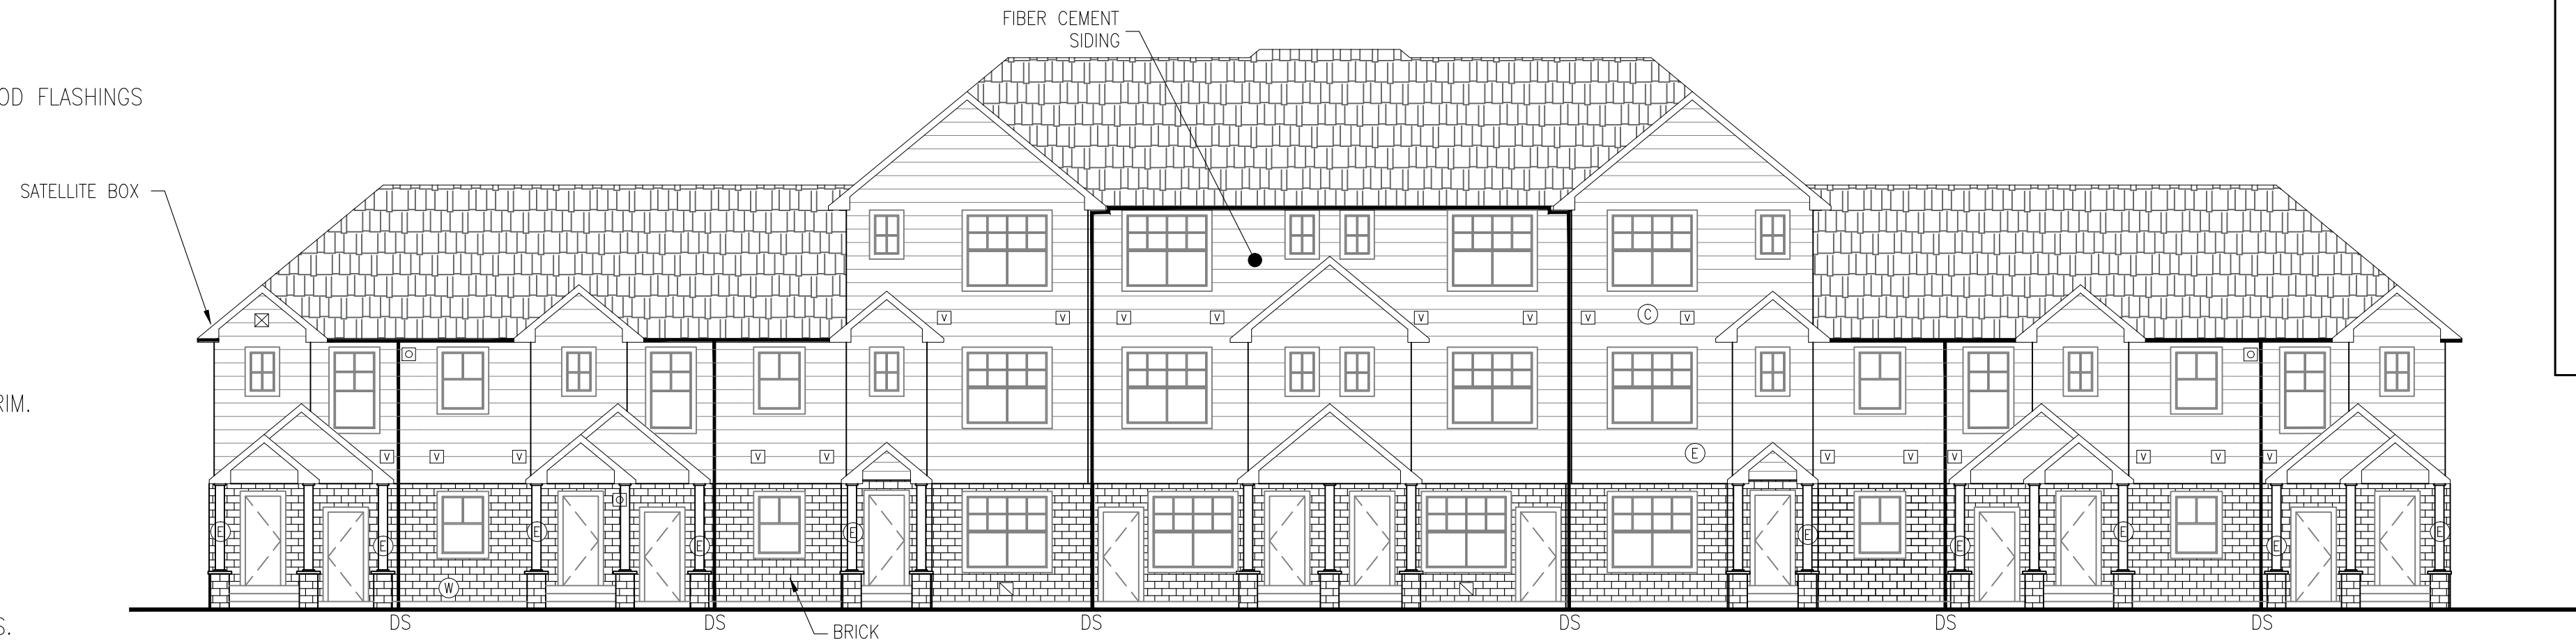 FIBER CEMENT
SIDING
OD FLASHINGS
SATELLITE BOX
V V V V V V V V
C
RIM.
E
V V V V V V V V V V V V
E E E E E E E E E E
W
S.
DS DS DS DS DS DS
BRICK